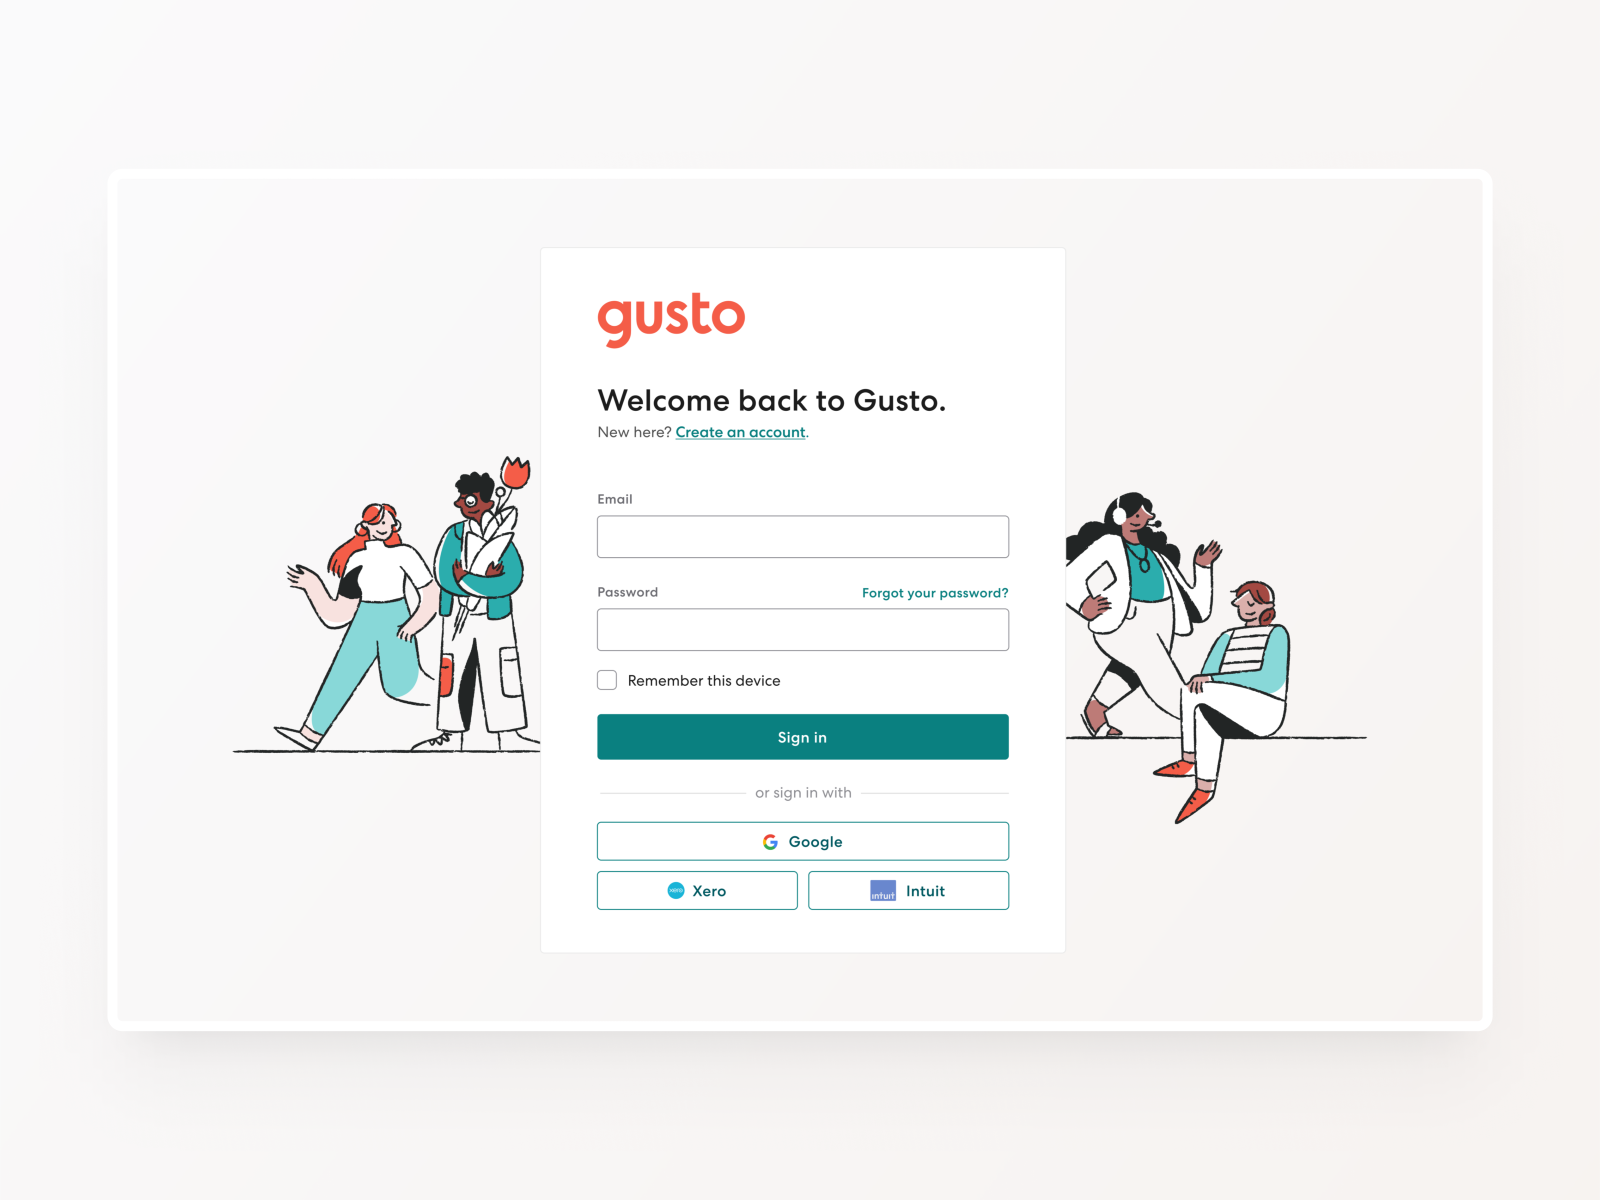 gusto
Welcome back to Gusto.
New here? Create an account.
Email
Password
Forgot your password?
Remember this device
Sign in
or sign in with
Google
xero Xero
intuit Intuit